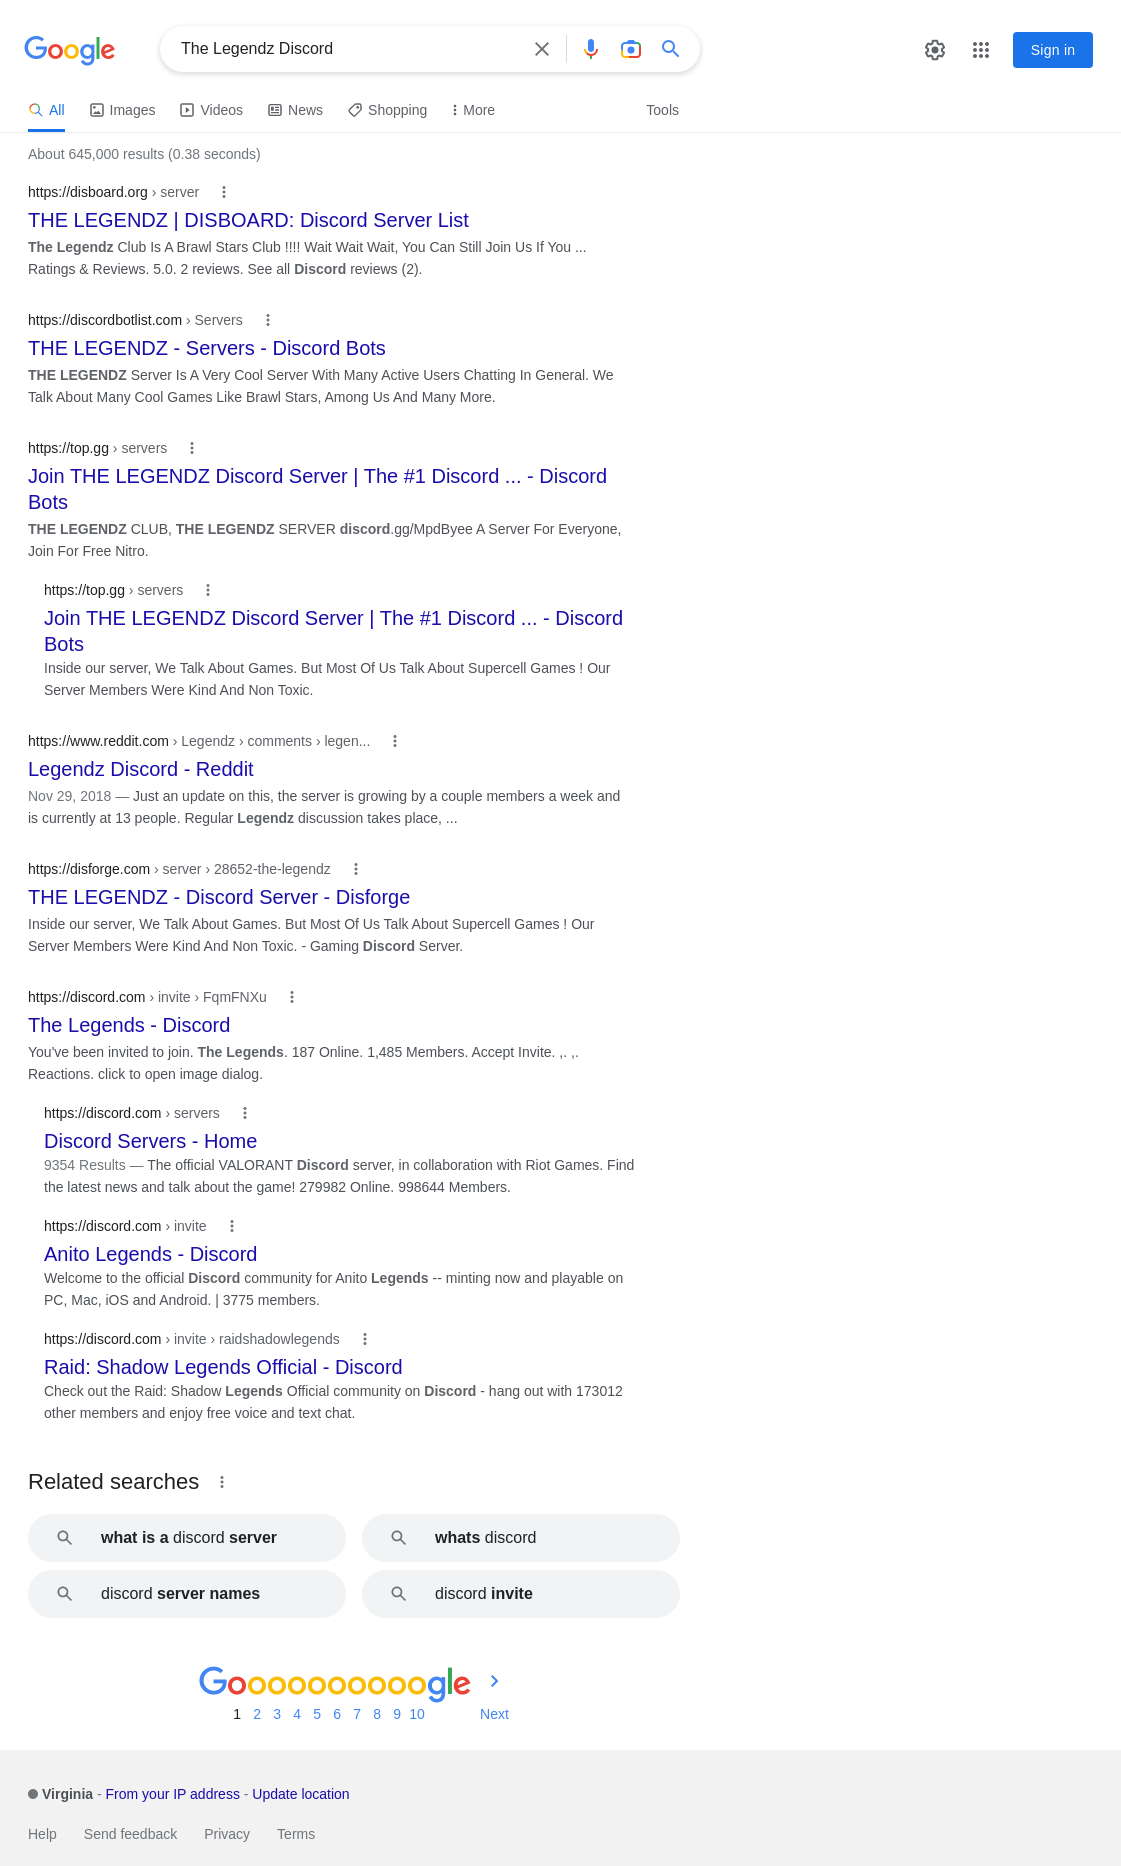 Google
The Legendz Discord
Sign in
All
Images
Videos
News
Shopping
More
Tools
About 645,000 results (0.38 seconds)
https://disboard.org › server
THE LEGENDZ | DISBOARD: Discord Server List
The Legendz Club Is A Brawl Stars Club !!!! Wait Wait Wait, You Can Still Join Us If You ...
Ratings & Reviews. 5.0. 2 reviews. See all Discord reviews (2).
https://discordbotlist.com › Servers
THE LEGENDZ - Servers - Discord Bots
THE LEGENDZ Server Is A Very Cool Server With Many Active Users Chatting In General. We
Talk About Many Cool Games Like Brawl Stars, Among Us And Many More.
https://top.gg › servers
Join THE LEGENDZ Discord Server | The #1 Discord ... - Discord
Bots
THE LEGENDZ CLUB, THE LEGENDZ SERVER discord.gg/MpdByee A Server For Everyone,
Join For Free Nitro.
https://top.gg › servers
Join THE LEGENDZ Discord Server | The #1 Discord ... - Discord
Bots
Inside our server, We Talk About Games. But Most Of Us Talk About Supercell Games ! Our
Server Members Were Kind And Non Toxic.
https://www.reddit.com › Legendz › comments › legen...
Legendz Discord - Reddit
Nov 29, 2018 — Just an update on this, the server is growing by a couple members a week and
is currently at 13 people. Regular Legendz discussion takes place, ...
https://disforge.com › server › 28652-the-legendz
THE LEGENDZ - Discord Server - Disforge
Inside our server, We Talk About Games. But Most Of Us Talk About Supercell Games ! Our
Server Members Were Kind And Non Toxic. - Gaming Discord Server.
https://discord.com › invite › FqmFNXu
The Legends - Discord
You've been invited to join. The Legends. 187 Online. 1,485 Members. Accept Invite. ,. ,.
Reactions. click to open image dialog.
https://discord.com › servers
Discord Servers - Home
9354 Results — The official VALORANT Discord server, in collaboration with Riot Games. Find
the latest news and talk about the game! 279982 Online. 998644 Members.
https://discord.com › invite
Anito Legends - Discord
Welcome to the official Discord community for Anito Legends -- minting now and playable on
PC, Mac, iOS and Android. | 3775 members.
https://discord.com › invite › raidshadowlegends
Raid: Shadow Legends Official - Discord
Check out the Raid: Shadow Legends Official community on Discord - hang out with 173012
other members and enjoy free voice and text chat.
Related searches
what is a discord server
whats discord
discord server names
discord invite
Goooooooooogle
1 2 3 4 5 6 7 8 9 10 Next
Virginia - From your IP address - Update location
Help Send feedback Privacy Terms